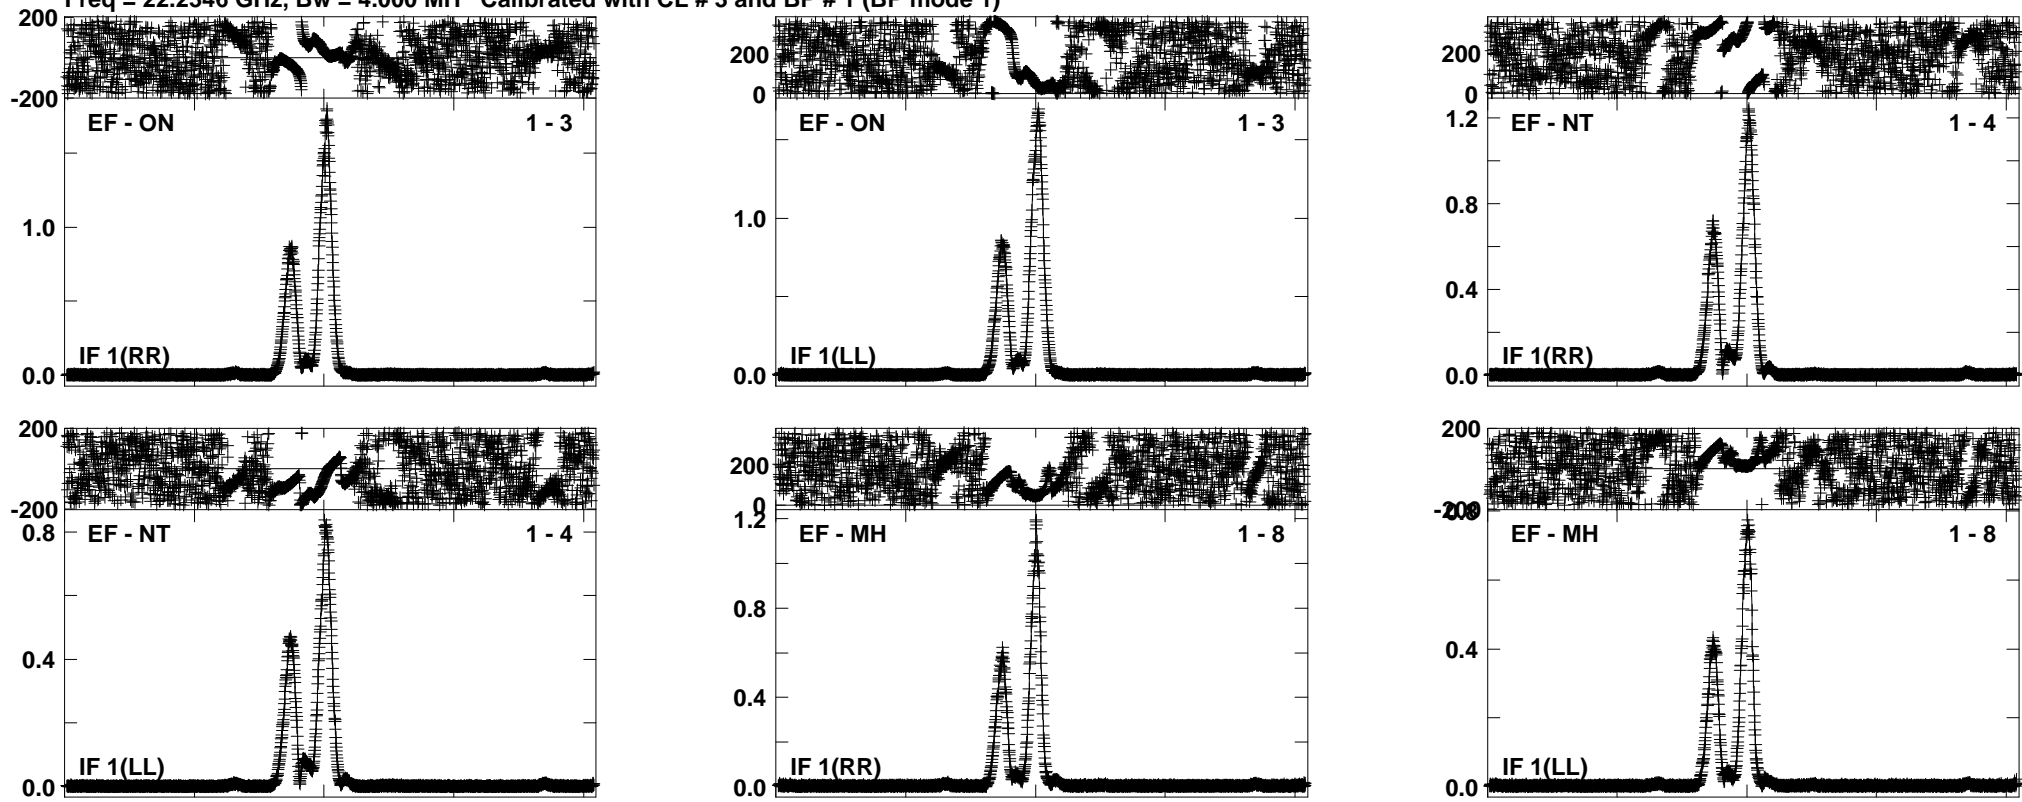 Freq = 22.2346 GHz, Bw = 4.000 MH Calibrated with CL # 3 and BP # 1 (BP mode 1)
200
-200
EF - ON 1 - 3
1.0
IF 1(RR)
0.0
200
0
EF - ON 1 - 3
1.0
IF 1(LL)
0.0
200
0
1.2
EF - NT 1 - 4
0.8
0.4
IF 1(RR)
0.0
200
-200
0.8
EF - NT 1 - 4
0.4
IF 1(LL)
0.0
200
0
1.2
EF - MH 1 - 8
0.8
0.4
IF 1(RR)
0.0
200
-200
0.8
EF - MH 1 - 8
0.4
IF 1(LL)
0.0